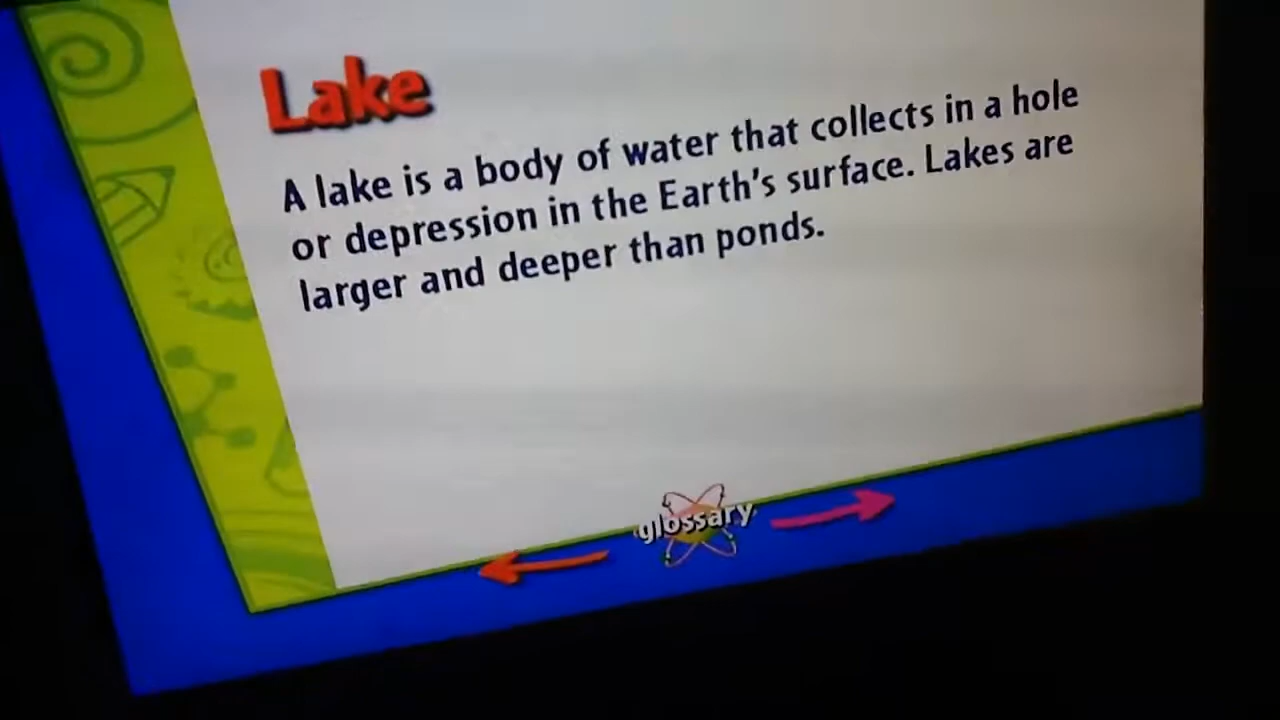 Lake
A lake is a body of water that collects in a hole
or depression in the Earth's surface. Lakes are
larger and deeper than ponds.
glossary